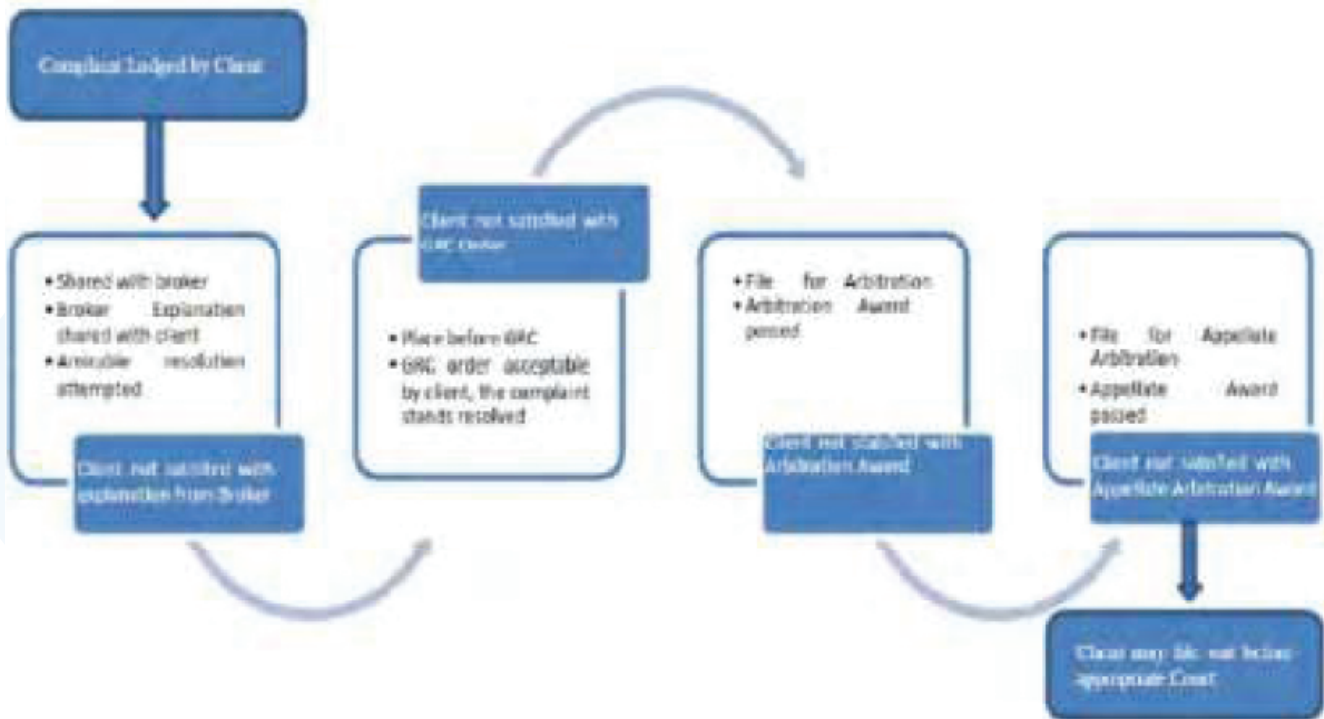 Complaint Lodged by Client
• Shared with broker
• Broker Explanation
shared with client
• Amicable resolution
attempted
Client not satisfied with
explanation from Broker
Client not satisfied with
GRC Order
• Place before GRC
• GRC order acceptable
by client, the complaint
stands resolved
• File for Arbitration
• Arbitration Award
passed
Client not statisfied with
Arbitration Award
• File for Appellate
Arbitration
• Appellate Award
passed
Client not satisfied with
Appellate Arbitration Award
Client may file suit before
appropriate Court